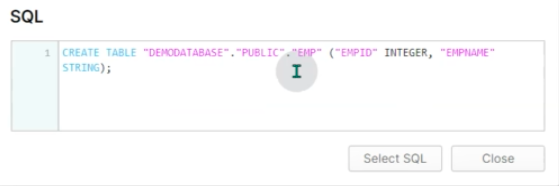 SQL
1 CREATE TABLE "DEMODATABASE"."PUBLIC"."EMP" ("EMPID" INTEGER, "EMPNAME"
STRING);
Select SQL Close